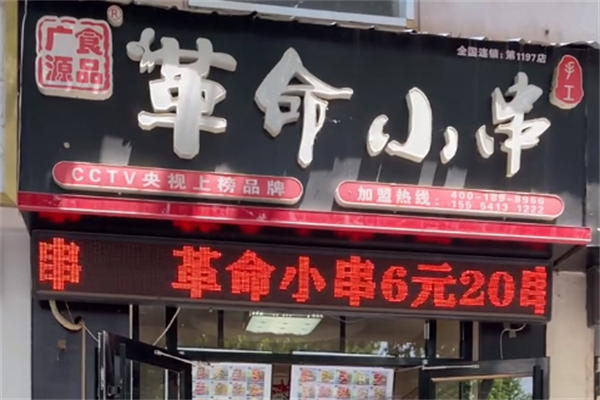 广食源品
®
全国连锁:第1197店
革命小串
手工
CCTV央视上榜品牌
加盟热线:
400-189-8966
155 5413 1222
串 革命小串6元20串